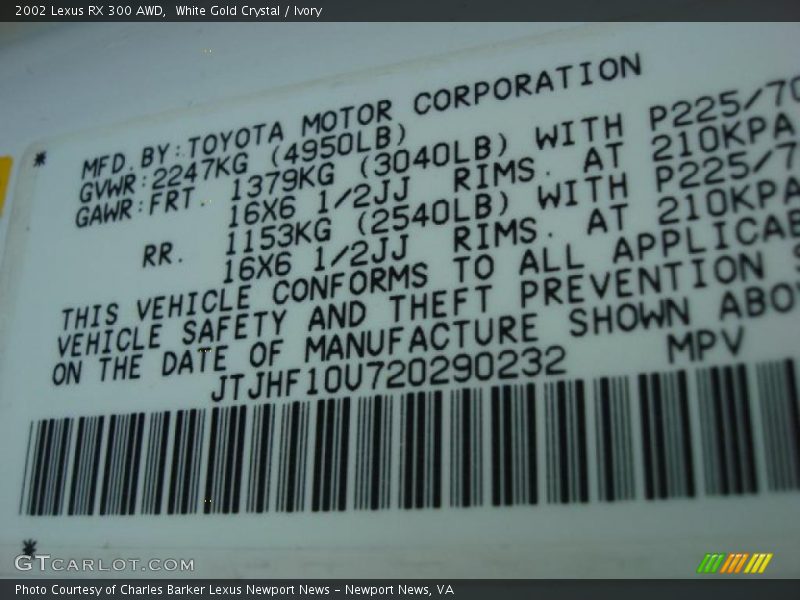 2002 Lexus RX 300 AWD,  White Gold Crystal / Ivory
MFD.BY:TOYOTA MOTOR CORPORATION
GVWR:2247KG (4950LB)
GAWR:FRT. 1379KG (3040LB) WITH P225/70
16X6 1/2JJ RIMS. AT 210KPA
RR. 1153KG (2540LB) WITH P225/7
16X6 1/2JJ RIMS. AT 210KPA
THIS VEHICLE CONFORMS TO ALL APPLICAB
VEHICLE SAFETY AND THEFT PREVENTION S
ON THE DATE OF MANUFACTURE SHOWN ABO
JTJHF10U720290232 MPV
GTCARLOT.COM
Photo Courtesy of Charles Barker Lexus Newport News – Newport News, VA